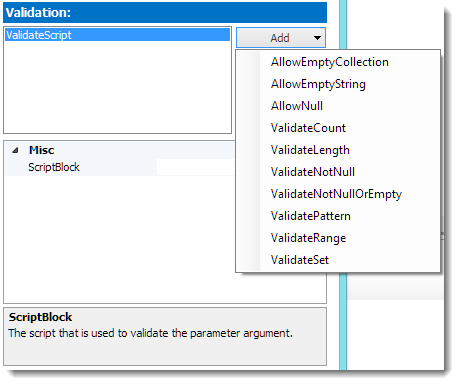 Validation:
ValidateScript
Add
AllowEmptyCollection
AllowEmptyString
AllowNull
ValidateCount
ValidateLength
ValidateNotNull
ValidateNotNullOrEmpty
ValidatePattern
ValidateRange
ValidateSet
Misc
ScriptBlock
ScriptBlock
The script that is used to validate the parameter argument.